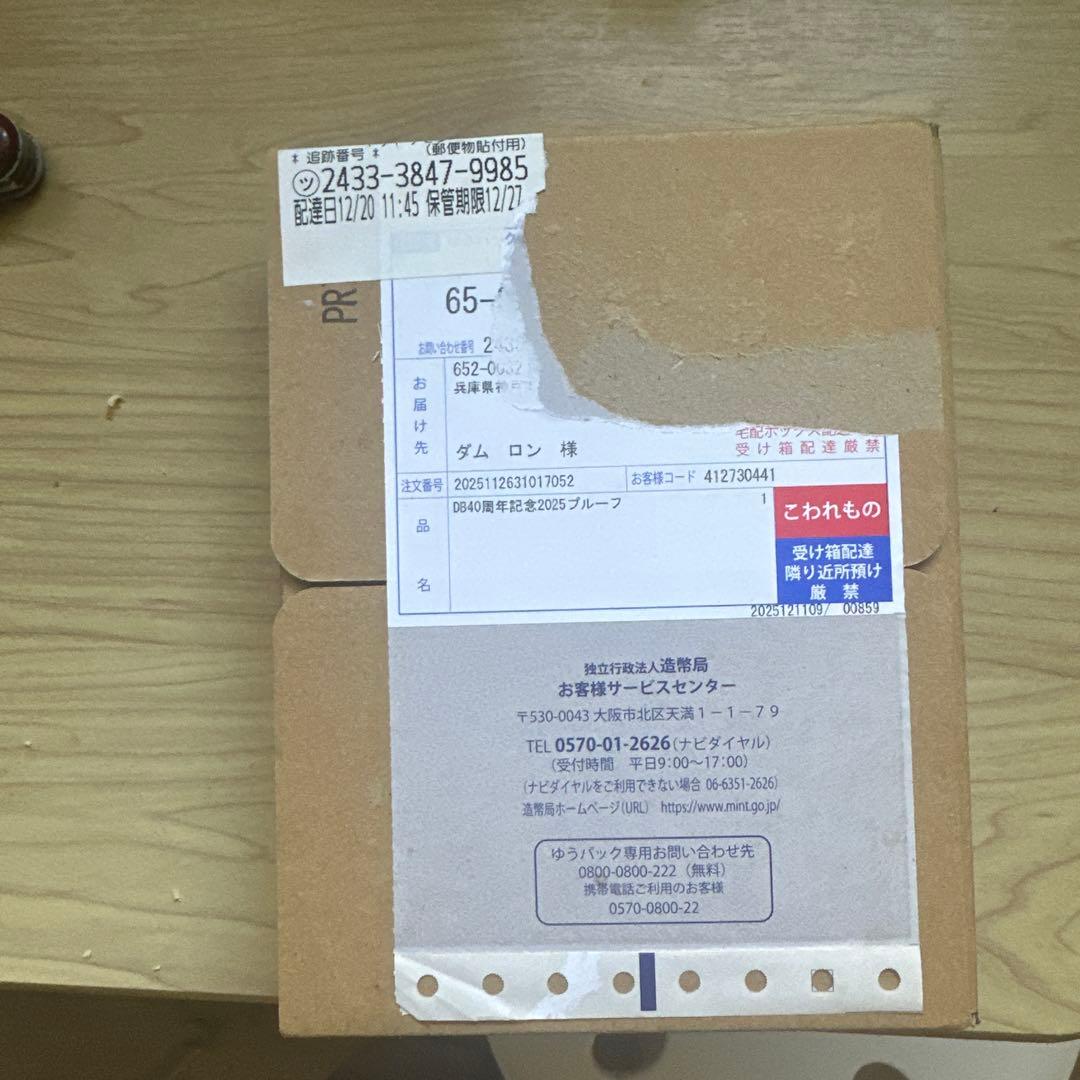 * 追跡番号 *
(郵便物貼付用)
ツ 2433-3847-9985
配達日12/20 11:45 保管期限12/27
PR
65-
お問い合わせ番号
お届け先
652-0032
兵庫県神戸
ダム ロン 様
宅配ボックス配達
受け箱配達厳禁
注文番号 2025112631017052 お客様コード 412730441
品名
DB40周年記念2025プルーフ 1
こわれもの
受け箱配達
隣り近所預け
厳禁
2025121109/ 00859
独立行政法人造幣局
お客様サービスセンター
〒530-0043 大阪市北区天満1-1-79
TEL 0570-01-2626(ナビダイヤル)
(受付時間 平日9:00〜17:00)
(ナビダイヤルをご利用できない場合 06-6351-2626)
造幣局ホームページ(URL) https://www.mint.go.jp/
ゆうパック専用お問い合わせ先
0800-0800-222 (無料)
携帯電話ご利用のお客様
0570-0800-22